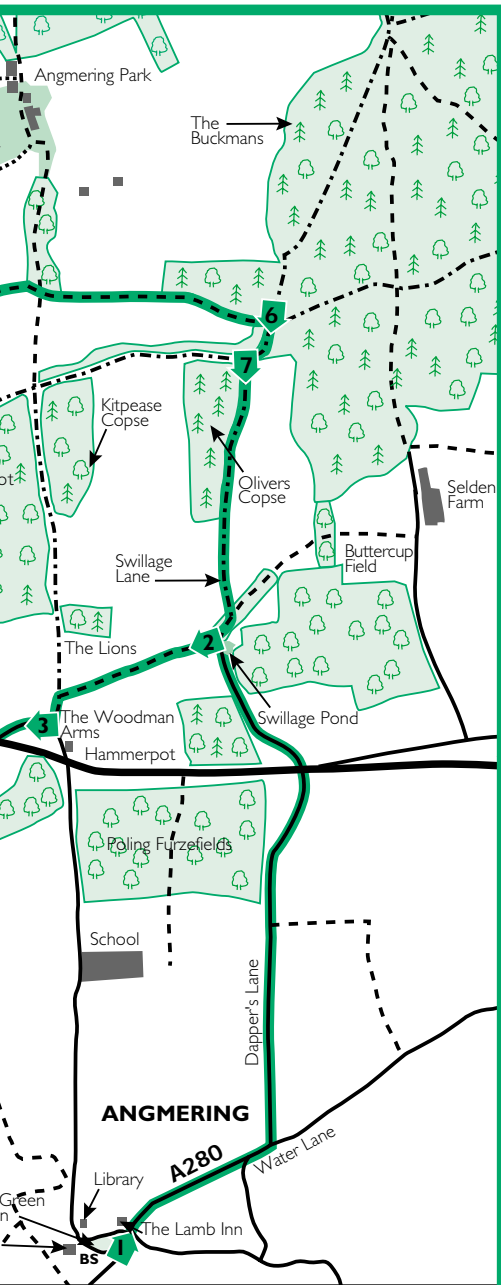 Angmering Park
The
Buckmans
6
7
Kitpease
Copse
ot
Olivers
Copse
Selden
Farm
Buttercup
Field
Swillage
Lane
2
The Lions
Swillage Pond
3
The Woodman
Arms
Hammerpot
Poling Furzefields
School
Dapper's Lane
ANGMERING
A280
Water Lane
Library
Green
n
The Lamb Inn
1
BS